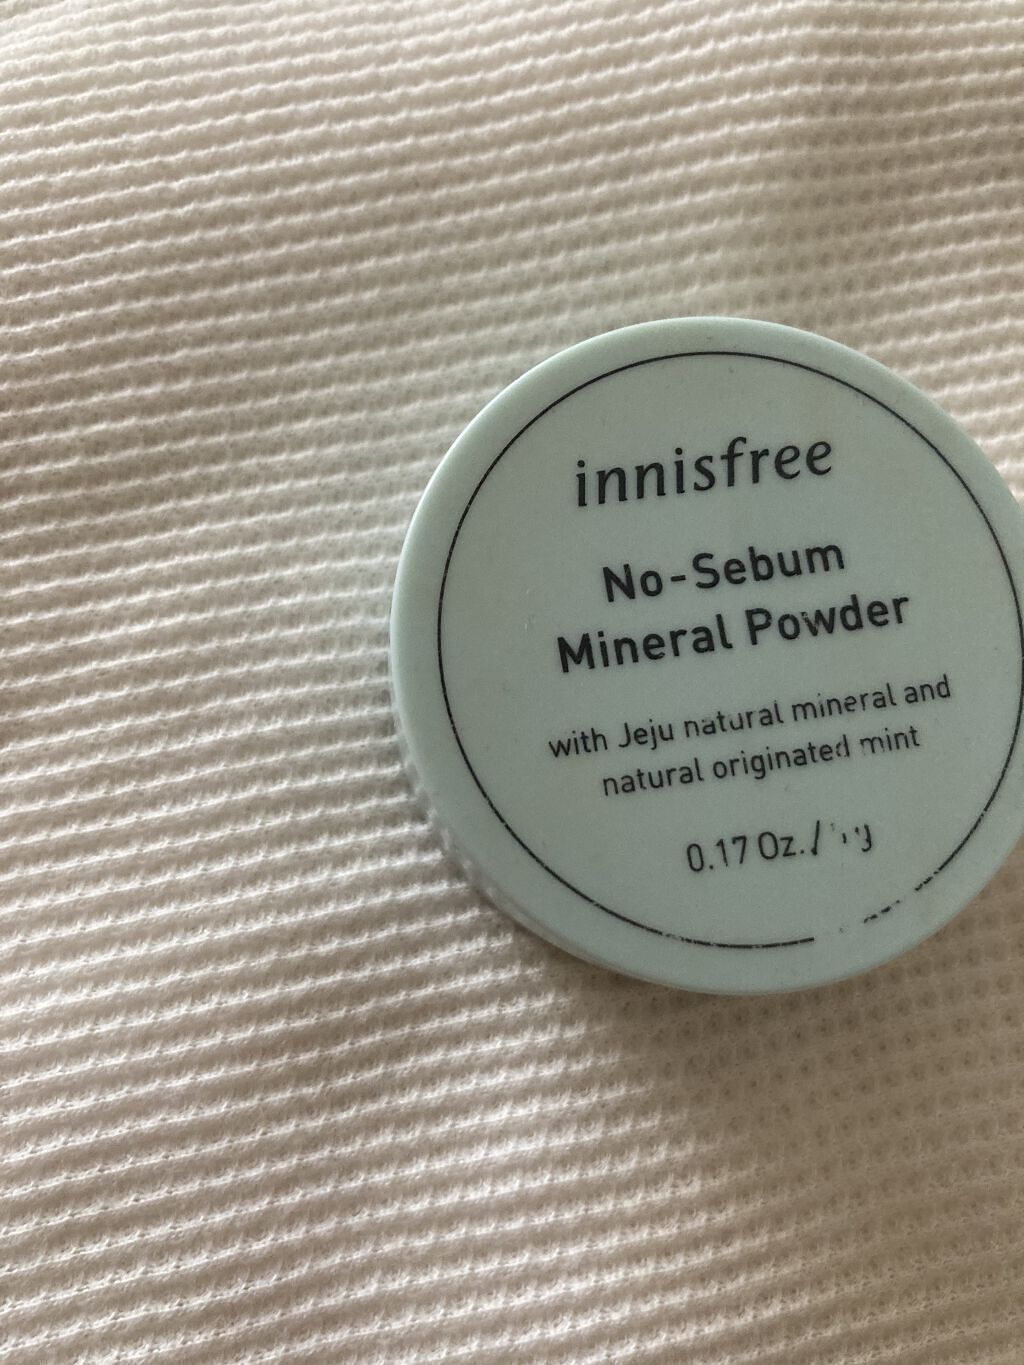 innisfree
No-Sebum
Mineral Powder
with Jeju natural mineral and
natural originated mint
0.17 Oz. /